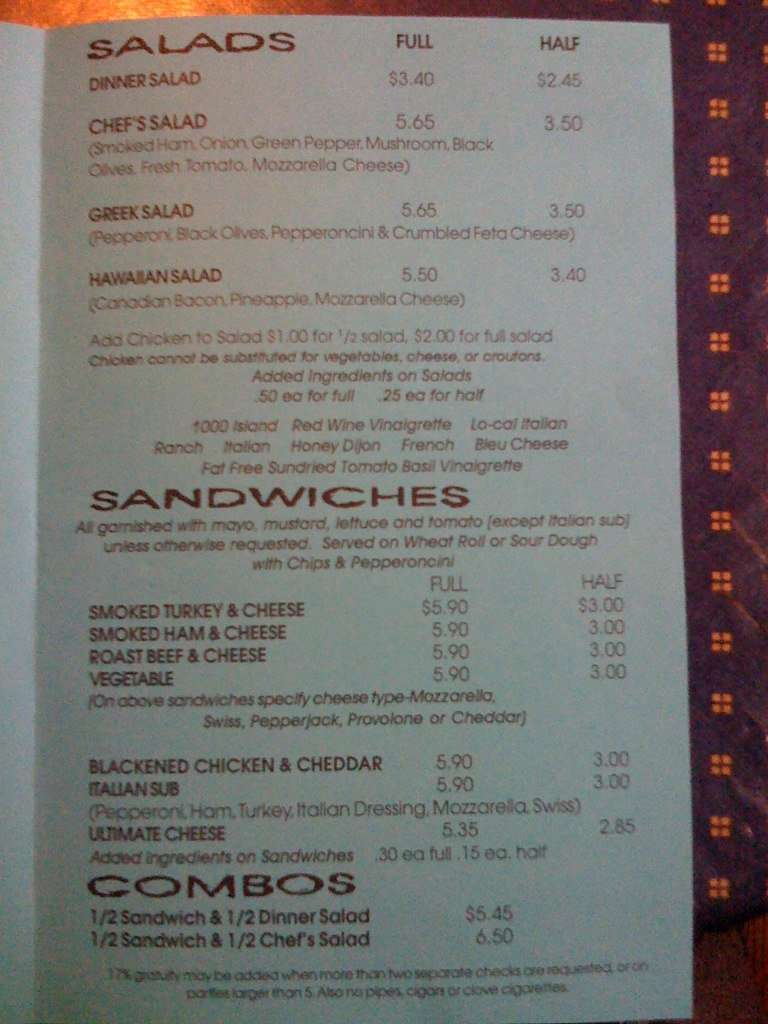 SALADS FULL HALF
DINNER SALAD $3.40 $2.45
CHEF'S SALAD 5.65 3.50
(Smoked Ham, Onion, Green Pepper, Mushroom, Black
Olives, Fresh Tomato, Mozzarella Cheese)
GREEK SALAD 5.65 3.50
(Pepperoni, Black Olives, Pepperoncini & Crumbled Feta Cheese)
HAWAIIAN SALAD 5.50 3.40
(Canadian Bacon, Pineapple, Mozzarella Cheese)
Add Chicken to Salad $1.00 for 1/2 salad, $2.00 for full salad
Chicken cannot be substituted for vegetables, cheese, or croutons.
Added Ingredients on Salads
.50 ea for full .25 ea for half
1000 Island Red Wine Vinaigrette Lo-cal Italian
Ranch Italian Honey Dijon French Bleu Cheese
Fat Free Sundried Tomato Basil Vinaigrette
SANDWICHES
All garnished with mayo, mustard, lettuce and tomato (except Italian sub)
unless otherwise requested. Served on Wheat Roll or Sour Dough
with Chips & Pepperoncini
FULL HALF
SMOKED TURKEY & CHEESE $5.90 $3.00
SMOKED HAM & CHEESE 5.90 3.00
ROAST BEEF & CHEESE 5.90 3.00
VEGETABLE 5.90 3.00
(On above sandwiches specify cheese type-Mozzarella,
Swiss, Pepperjack, Provolone or Cheddar)
BLACKENED CHICKEN & CHEDDAR 5.90 3.00
ITALIAN SUB 5.90 3.00
(Pepperoni, Ham, Turkey, Italian Dressing, Mozzarella, Swiss)
ULTIMATE CHEESE 5.35 2.85
Added Ingredients on Sandwiches .30 ea full .15 ea. half
COMBOS
1/2 Sandwich & 1/2 Dinner Salad $5.45
1/2 Sandwich & 1/2 Chef's Salad 6.50
17% gratuity may be added when more than two separate checks are requested, or on
parties larger than 5. Also no pipes, cigars or clove cigarettes.